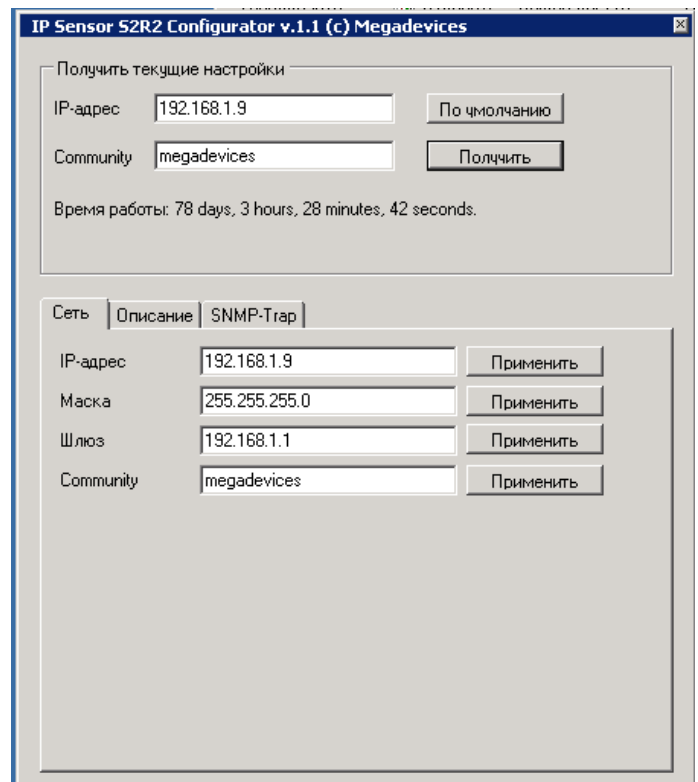 IP Sensor S2R2 Configurator v.1.1 (c) Megadevices
Получить текущие настройки
IP-адрес 192.168.1.9 По умолчанию
Community megadevices Получить
Время работы: 78 days, 3 hours, 28 minutes, 42 seconds.
Сеть Описание SNMP-Trap
IP-адрес 192.168.1.9 Применить
Маска 255.255.255.0 Применить
Шлюз 192.168.1.1 Применить
Community megadevices Применить